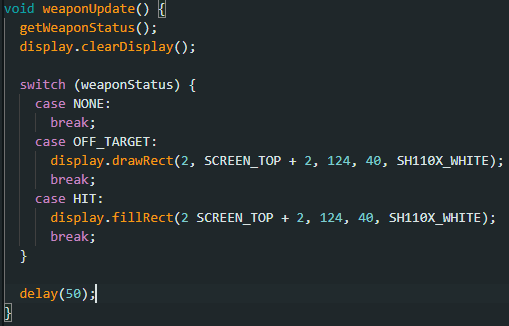 void weaponUpdate() {
  getWeaponStatus();
  display.clearDisplay();

  switch (weaponStatus) {
    case NONE:
      break;
    case OFF_TARGET:
      display.drawRect(2, SCREEN_TOP + 2, 124, 40, SH110X_WHITE);
      break;
    case HIT:
      display.fillRect(2 SCREEN_TOP + 2, 124, 40, SH110X_WHITE);
      break;
  }

  delay(50);
}